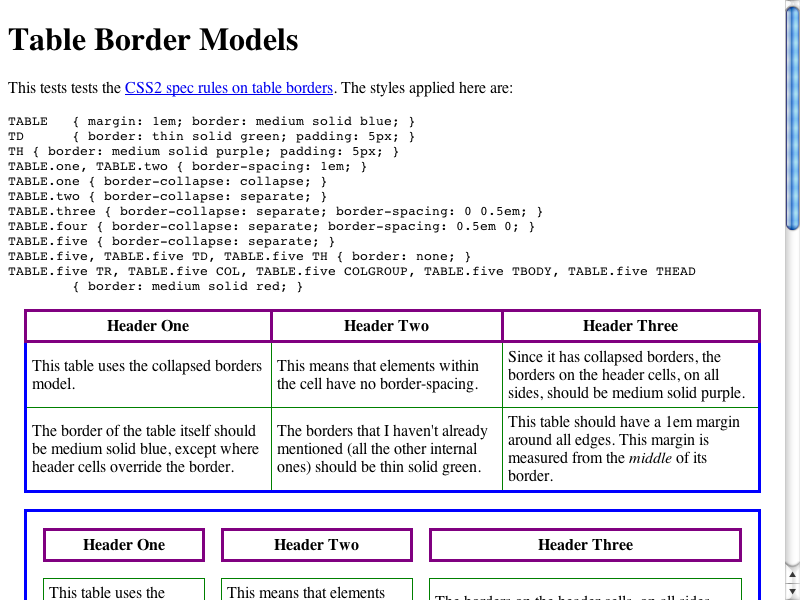 Table Border Models
This tests tests the CSS2 spec rules on table borders. The styles applied here are:
TABLE   { margin: 1em; border: medium solid blue; }
TD      { border: thin solid green; padding: 5px; }
TH { border: medium solid purple; padding: 5px; }
TABLE.one, TABLE.two { border-spacing: 1em; }
TABLE.one { border-collapse: collapse; }
TABLE.two { border-collapse: separate; }
TABLE.three { border-collapse: separate; border-spacing: 0 0.5em; }
TABLE.four { border-collapse: separate; border-spacing: 0.5em 0; }
TABLE.five { border-collapse: separate; }
TABLE.five, TABLE.five TD, TABLE.five TH { border: none; }
TABLE.five TR, TABLE.five COL, TABLE.five COLGROUP, TABLE.five TBODY, TABLE.five THEAD
        { border: medium solid red; }
Header One
Header Two
Header Three
This table uses the collapsed borders
model.
This means that elements within
the cell have no border-spacing.
Since it has collapsed borders, the
borders on the header cells, on all
sides, should be medium solid purple.
The border of the table itself should
be medium solid blue, except where
header cells override the border.
The borders that I haven't already
mentioned (all the other internal
ones) should be thin solid green.
This table should have a 1em margin
around all edges. This margin is
measured from the middle of its
border.
Header One
Header Two
Header Three
This table uses the
This means that elements
The borders on the header cells, on all sides,